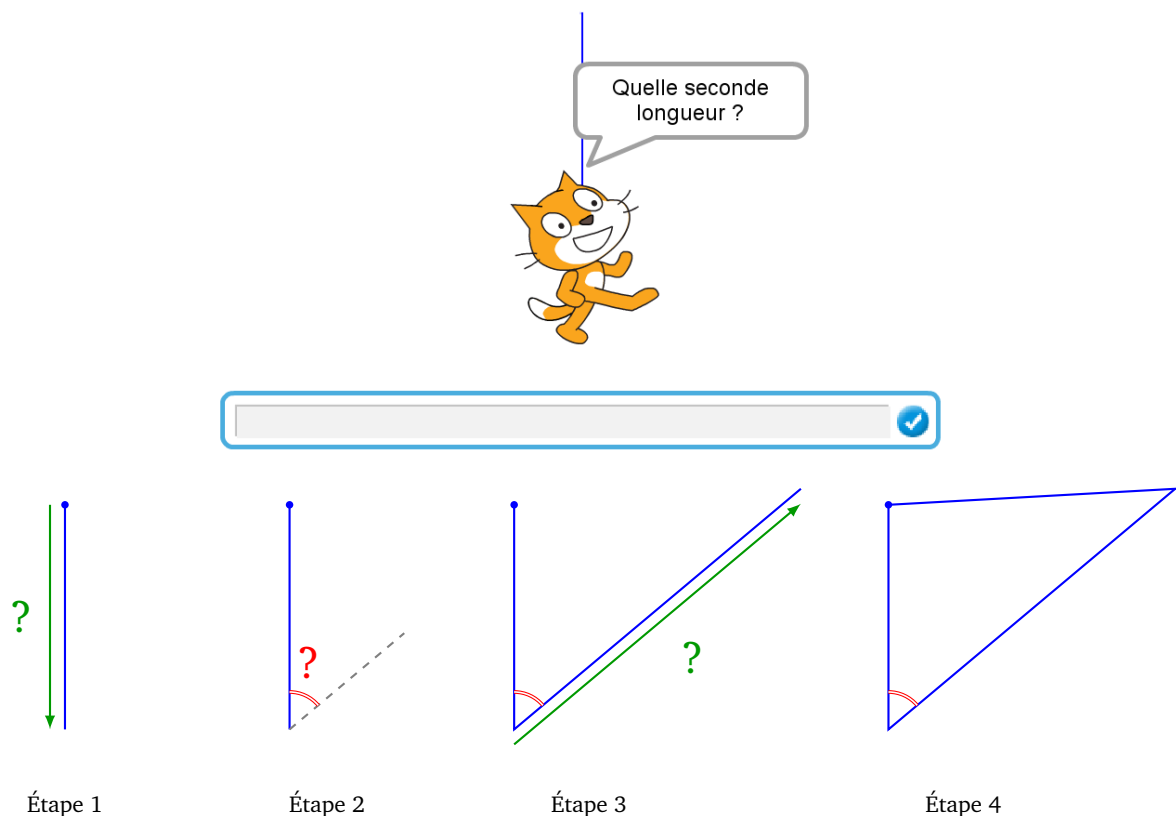 Quelle seconde
longueur ?
?
?
?
Étape 1
Étape 2
Étape 3
Étape 4